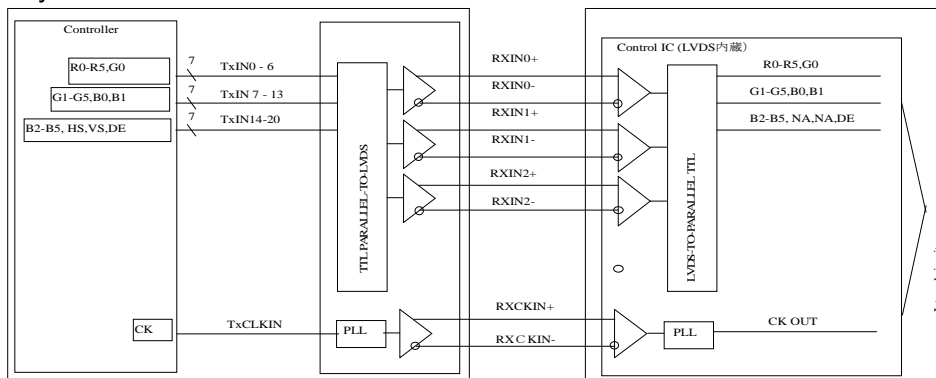 Controller
R0-R5,G0
G1-G5,B0,B1
B2-B5, HS,VS,DE
CK
7
TxIN0 - 6
7
TxIN 7 - 13
7
TxIN14-20
TxCLKIN
TTL PARALLEL-TO-LVDS
PLL
RXIN0+
RXIN0-
RXIN1+
RXIN1-
RXIN2+
RXIN2-
RXCKIN+
RXC KIN-
Control IC (LVDS内蔵)
LVDS-TO-PARALLEL TTL
PLL
R0-R5,G0
G1-G5,B0,B1
B2-B5, NA,NA,DE
CK OUT